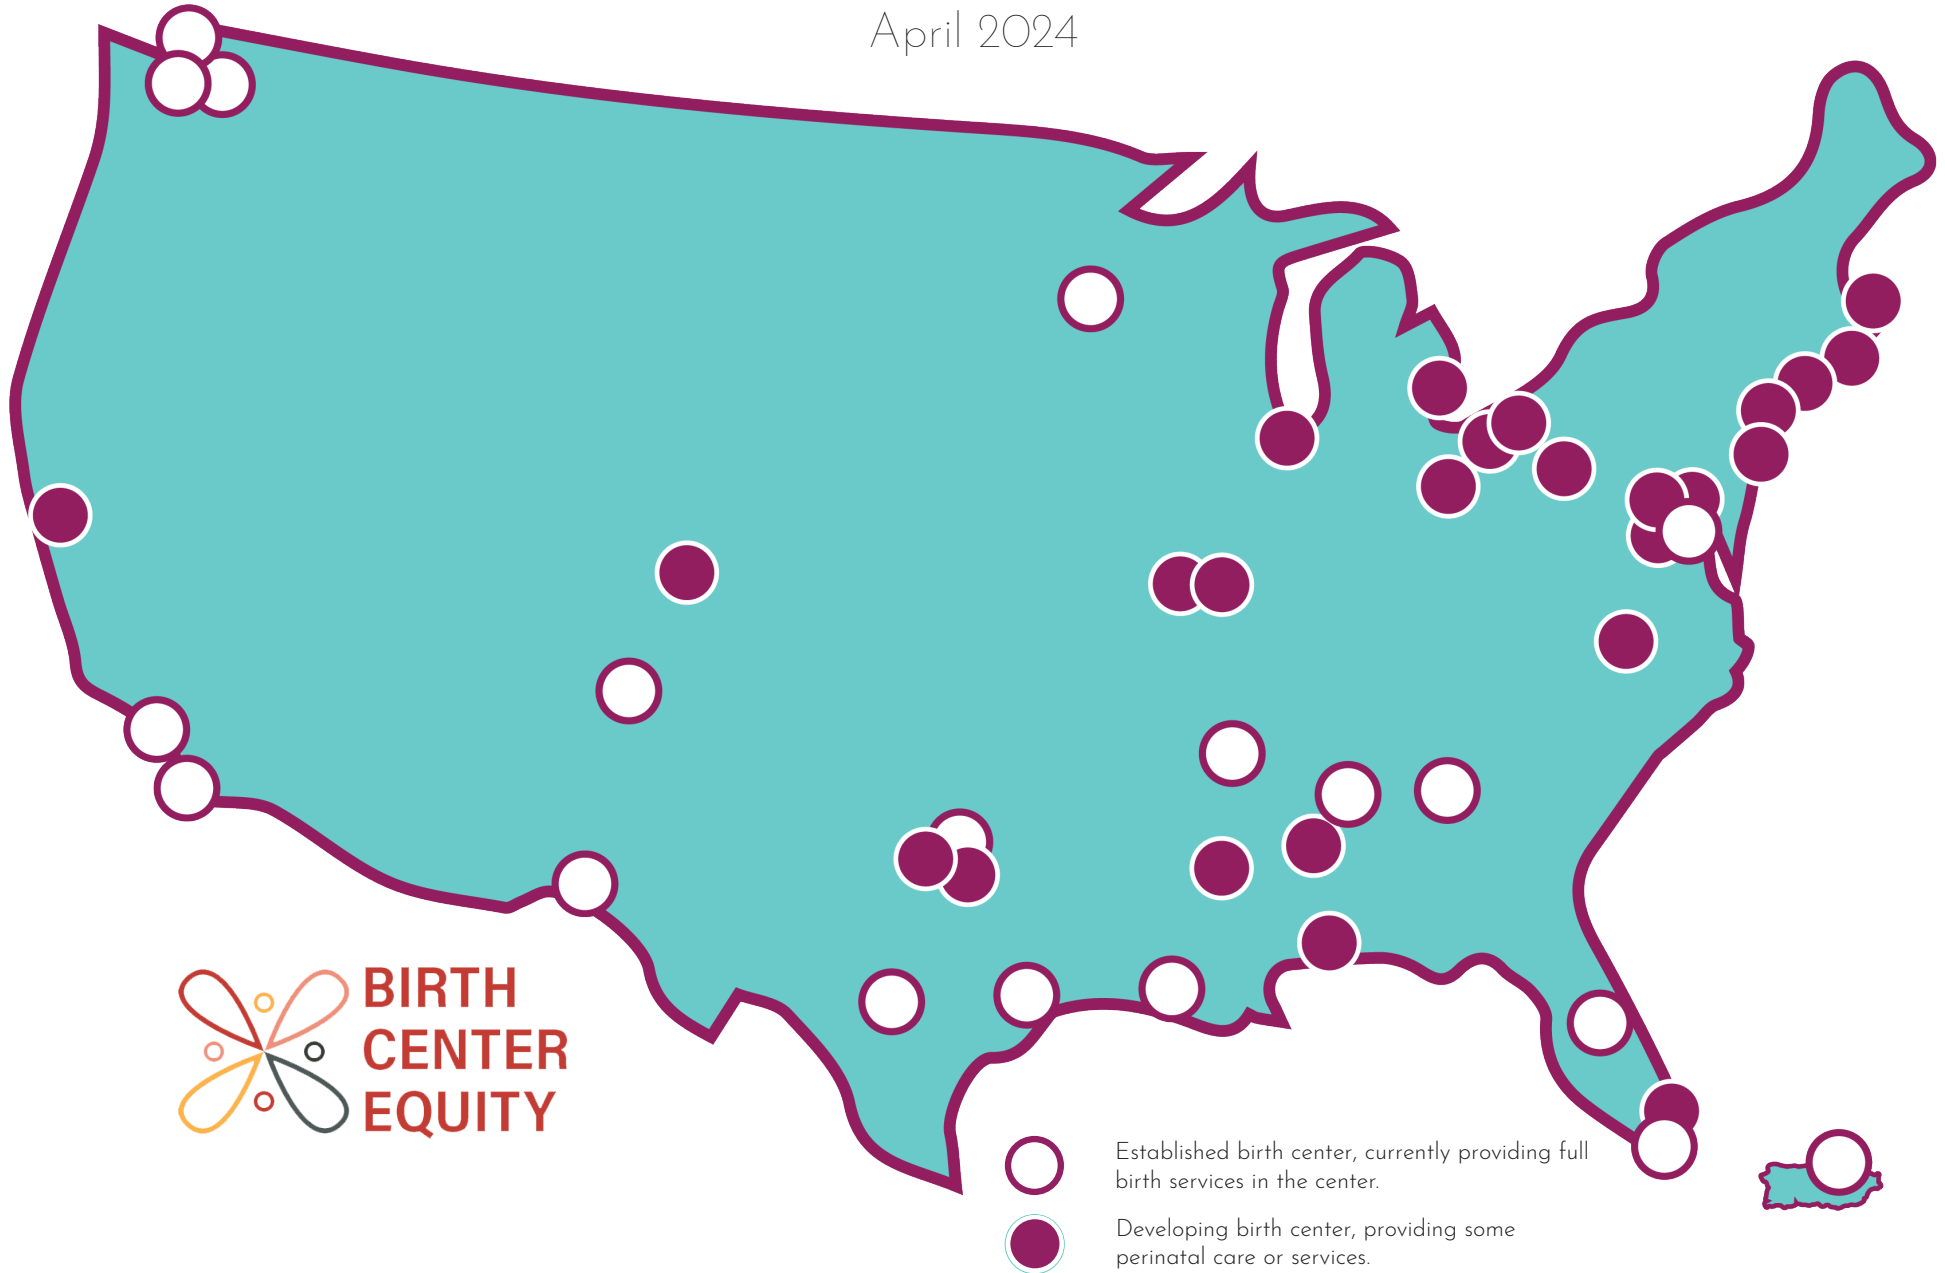 April 2024
BIRTH
CENTER
EQUITY
Established birth center, currently providing full
birth services in the center.
Developing birth center, providing some
perinatal care or services.